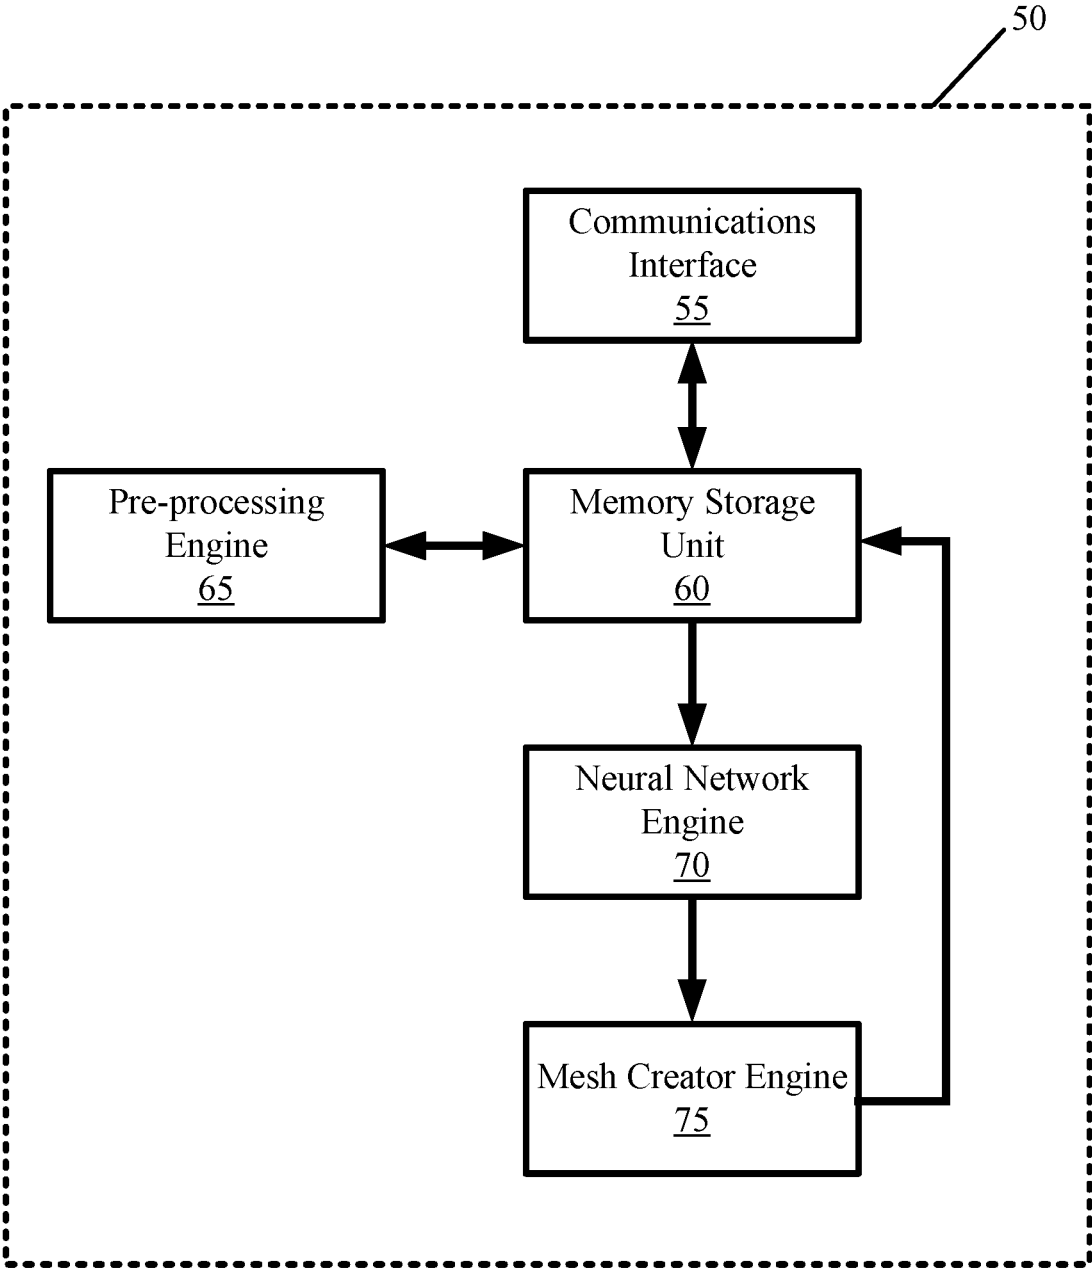 50
Communications
Interface
55
Pre-processing
Engine
65
Memory Storage
Unit
60
Neural Network
Engine
70
Mesh Creator Engine
75